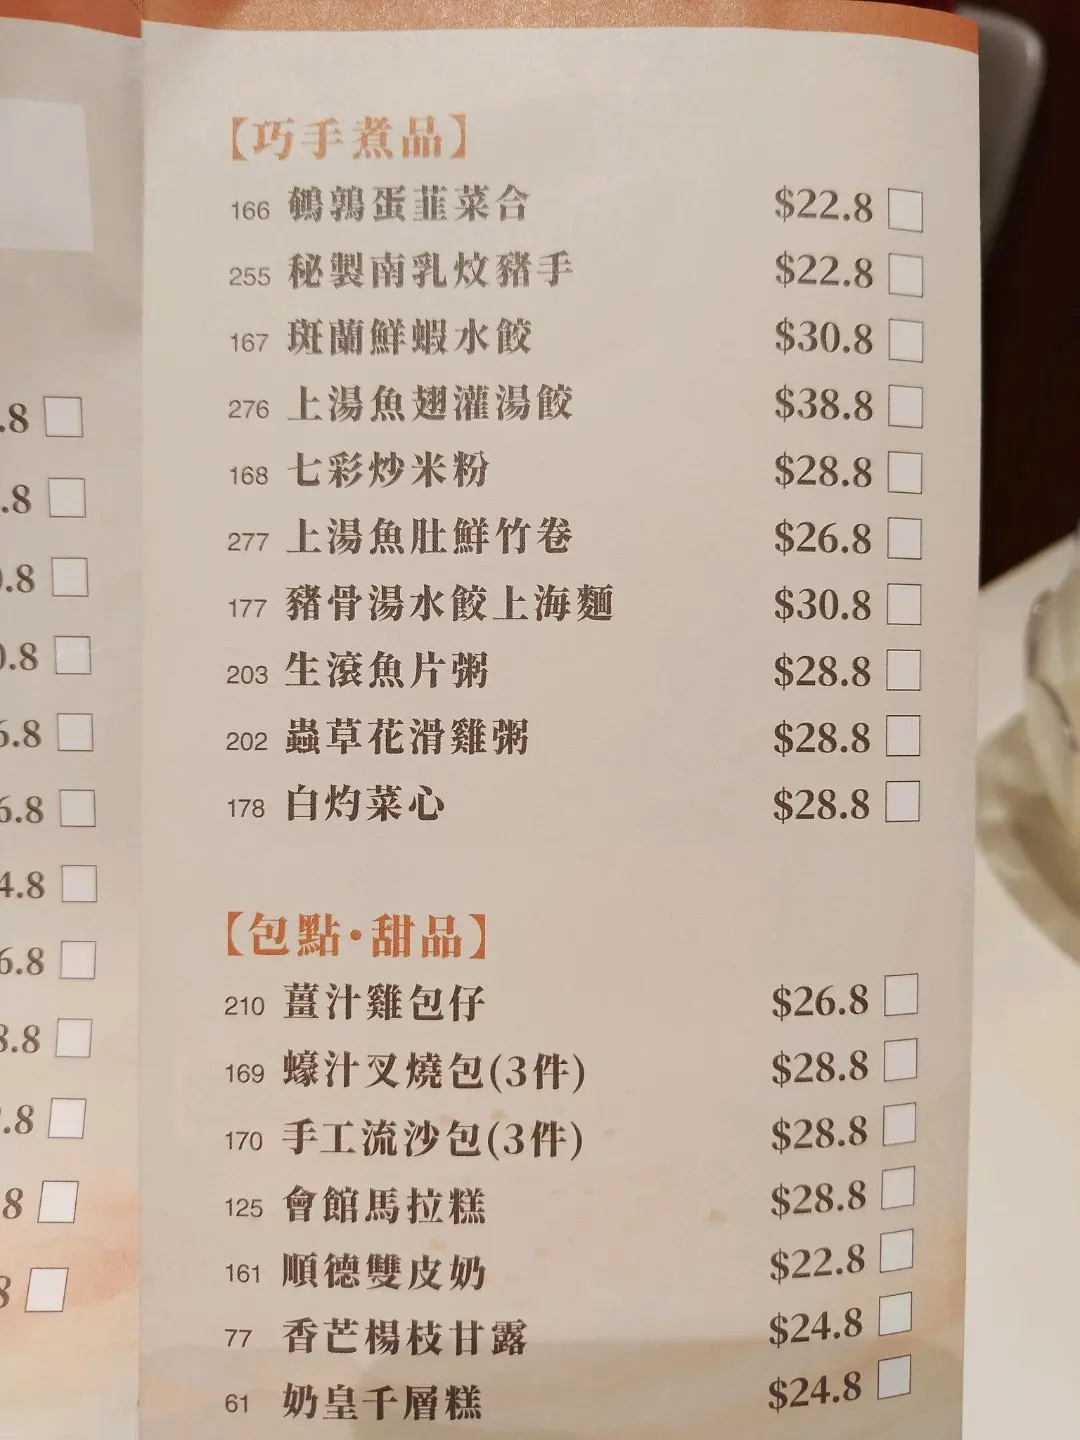 【巧手煮品】
166 鵪鶉蛋韮菜合 $22.8
255 秘製南乳炆豬手 $22.8
167 斑蘭鮮蝦水餃 $30.8
276 上湯魚翅灌湯餃 $38.8
168 七彩炒米粉 $28.8
277 上湯魚肚鮮竹卷 $26.8
177 豬骨湯水餃上海麵 $30.8
203 生滾魚片粥 $28.8
202 蟲草花滑雞粥 $28.8
178 白灼菜心 $28.8
【包點·甜品】
210 薑汁雞包仔 $26.8
169 蠔汁叉燒包(3件) $28.8
170 手工流沙包(3件) $28.8
125 會館馬拉糕 $28.8
161 順德雙皮奶 $22.8
77 香芒楊枝甘露 $24.8
61 奶皇千層糕 $24.8